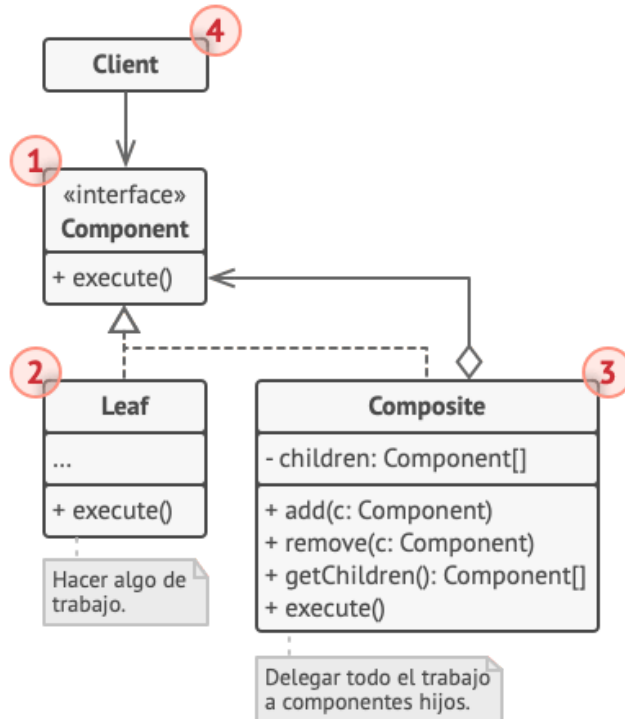 4
Client
1
«interface»
Component
+ execute()
2
Leaf
...
+ execute()
Hacer algo de
trabajo.
3
Composite
- children: Component[]
+ add(c: Component)
+ remove(c: Component)
+ getChildren(): Component[]
+ execute()
Delegar todo el trabajo
a componentes hijos.